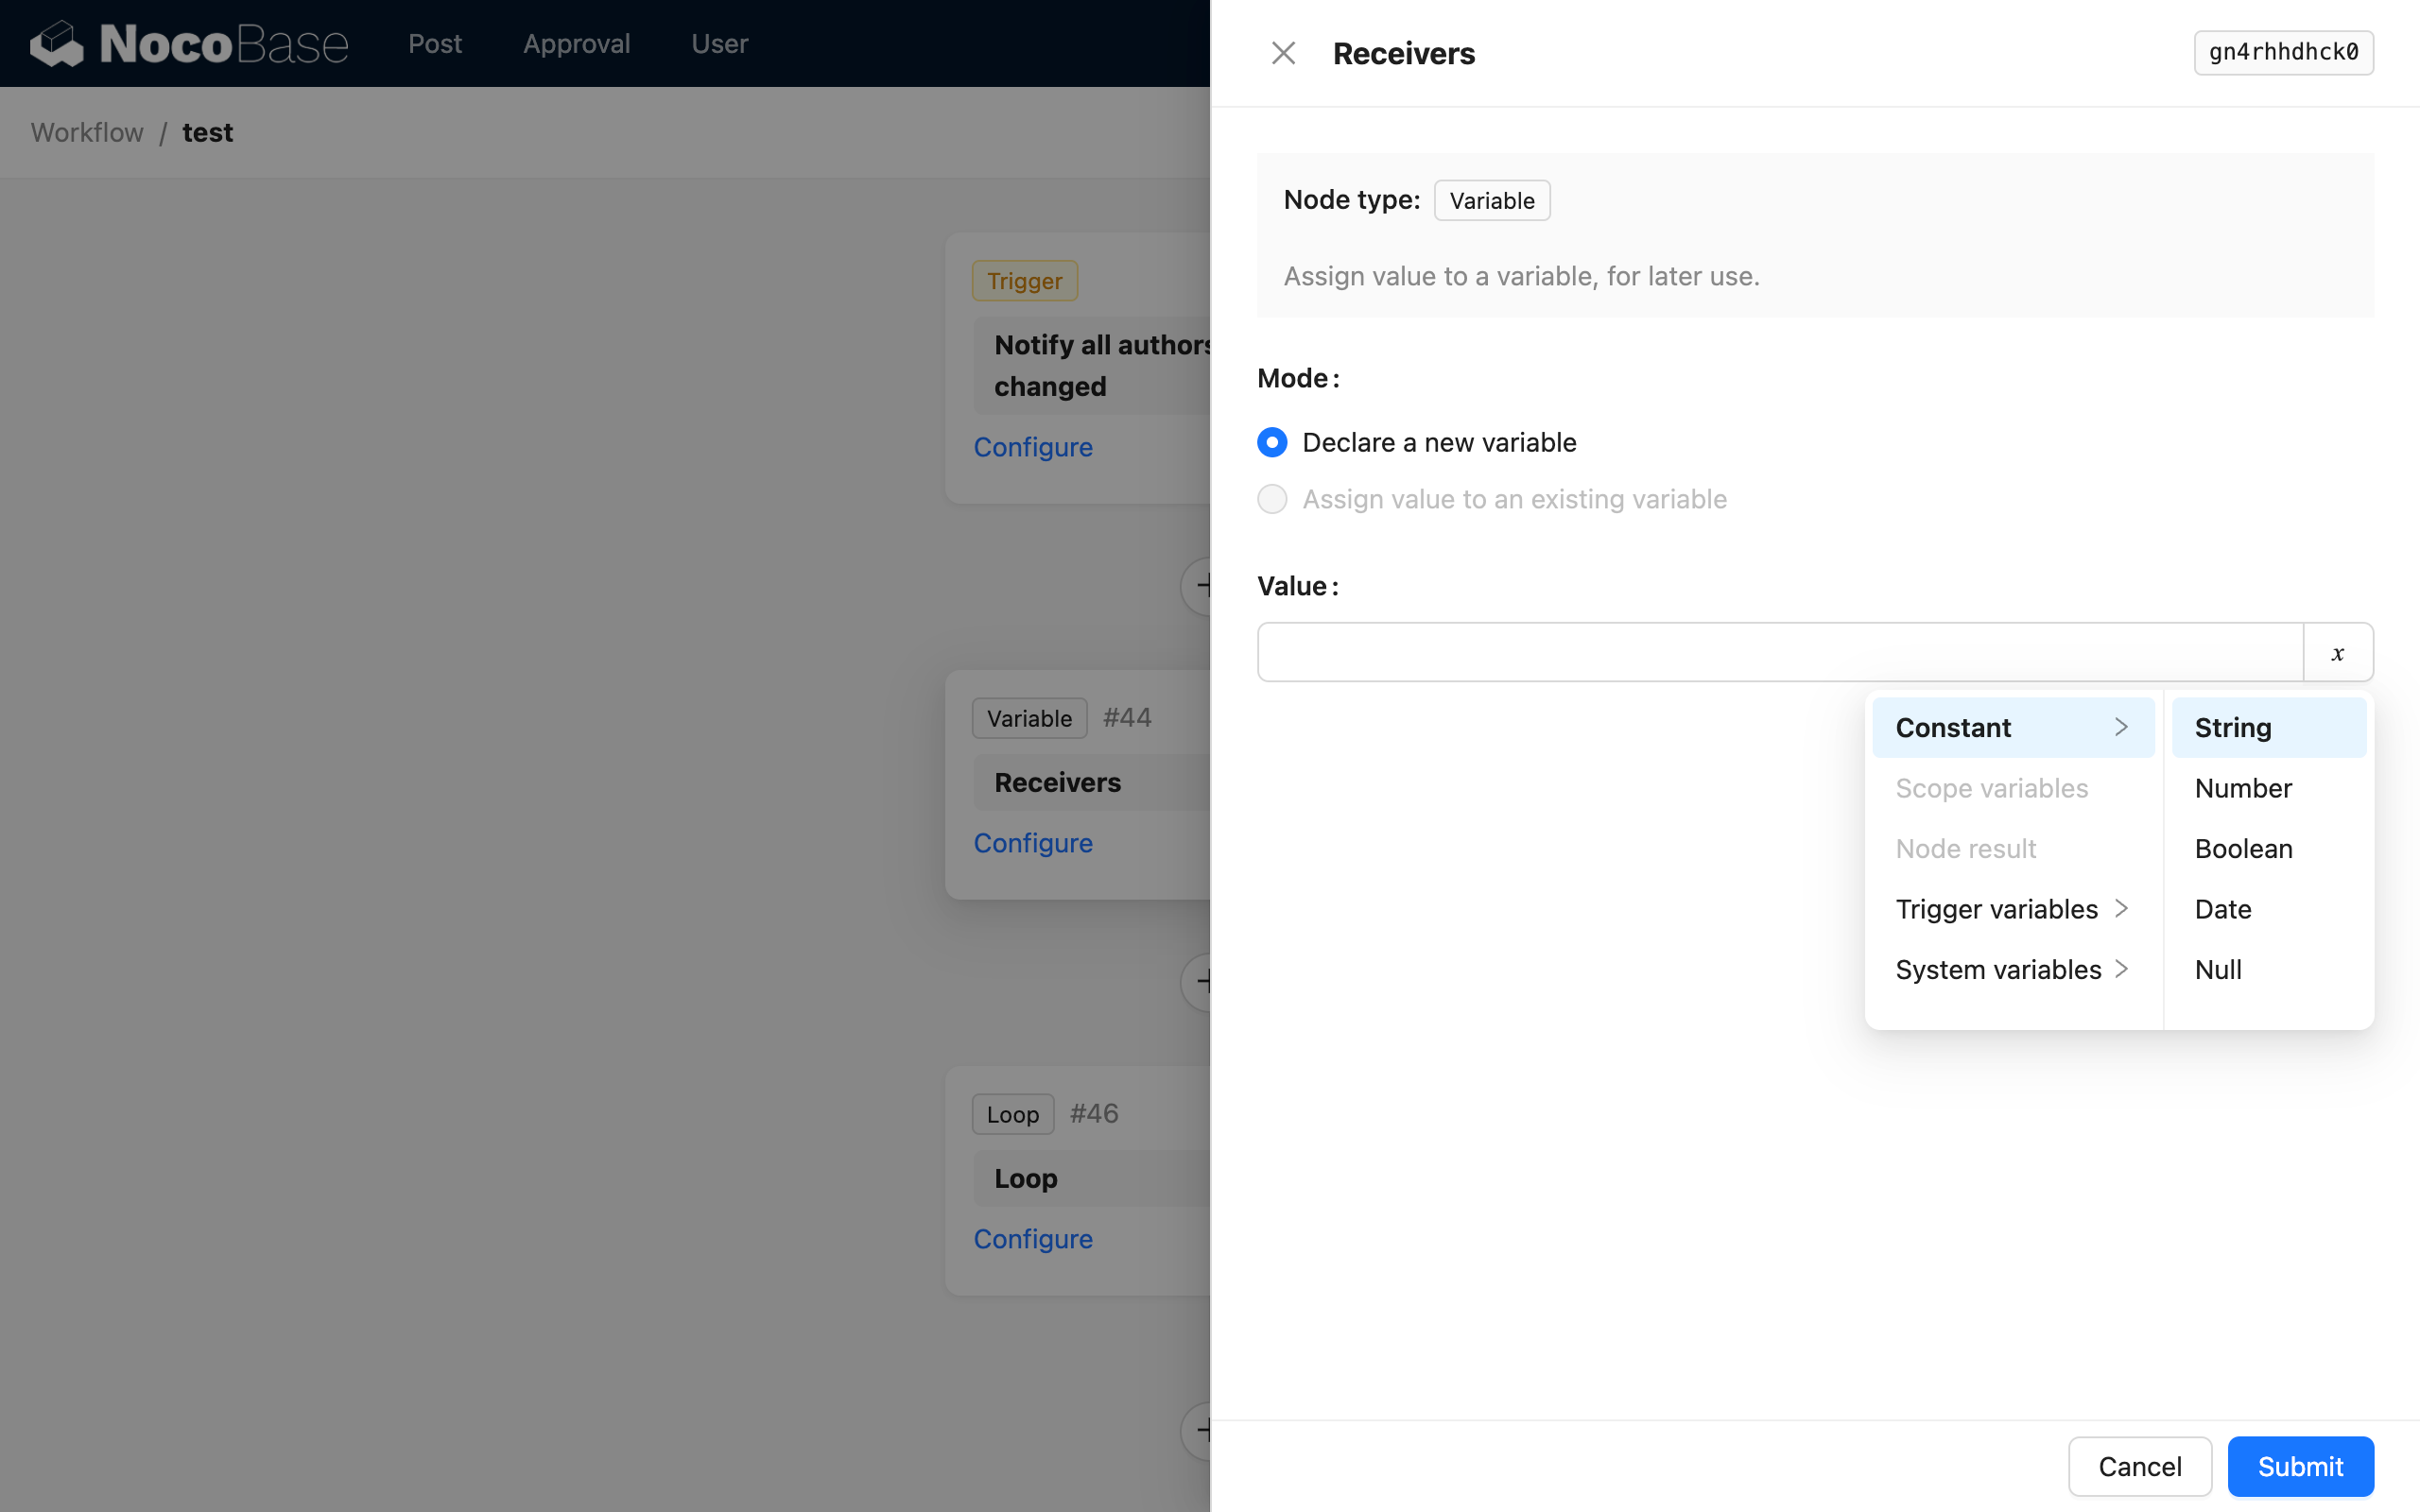 NocoBase Post Approval User
Workflow / test
Trigger
Notify all authors
changed
Configure
Variable #44
Receivers
Configure
Loop #46
Loop
Configure
Receivers
gn4rhhdhck0
Node type: Variable
Assign value to a variable, for later use.
Mode:
Declare a new variable
Assign value to an existing variable
Value:
x
Constant
Scope variables
Node result
Trigger variables
System variables
String
Number
Boolean
Date
Null
Cancel Submit